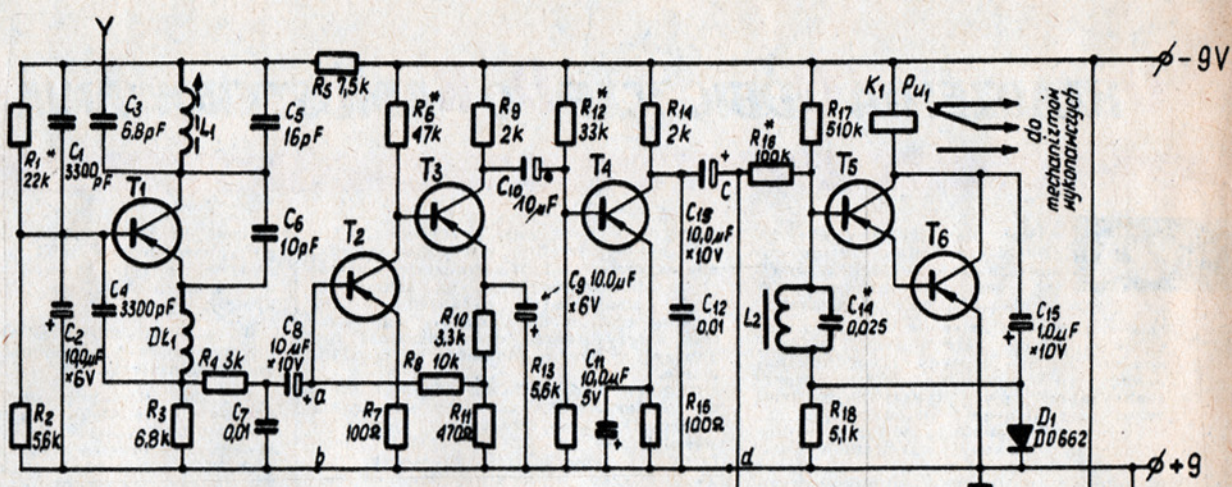 -9V
R5 7,5k
K1
Pu1
C3
6.8pF
L1
C5
16pF
R6*
47k
R9
2k
R12*
33k
R14
2k
R17
510k
do
mechanizmów
wykonawczych
R1*
22k
C1
3300
pF
T1
T3
C10
10µF
T4
C
R16*
100k
T5
C6
10pF
T2
C13
10,0µF
×10V
T6
C4
3300pF
C9 10.0µF
×6V
C2
10,0µF
×6V
DŁ1
C8
10µF
×10V
R10
3.3k
C12
0,01
L2
C14*
0,025
C15
1,0µF
×10V
R4 3k
R8 10k
R13
5,6k
C11
10,0µF
5V
a
R2
5,6k
R3
6,8k
C7
0,01
R7
100Ω
R11
470Ω
R15
100Ω
R18
5,1k
D1
DO662
b
d
+9